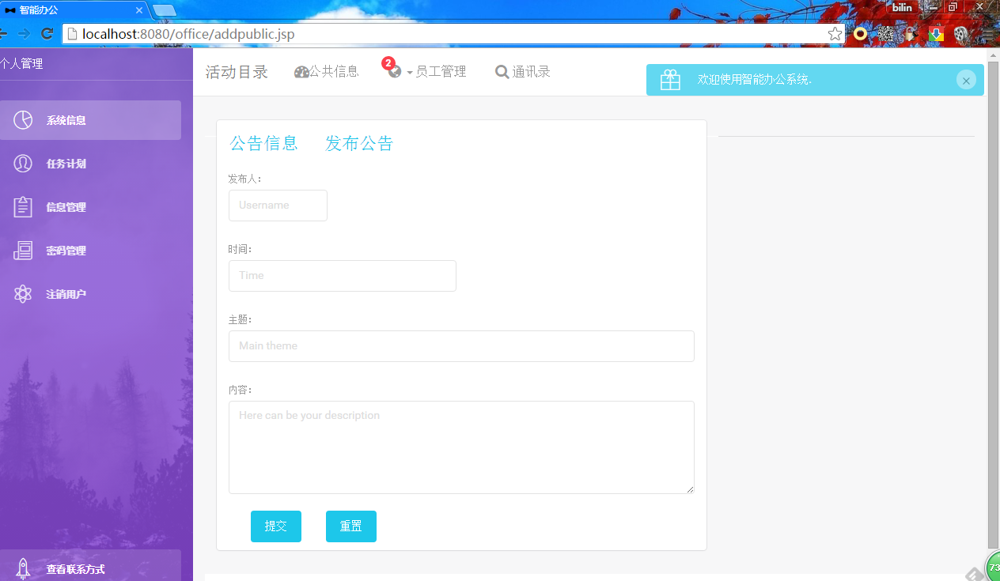 智能办公
bilin
localhost:8080/office/addpublic.jsp
个人管理
活动目录 公共信息 2 员工管理 通讯录
欢迎使用智能办公系统.
系统信息
任务计划
信息管理
密码管理
注销用户
查看联系方式
公告信息 发布公告
发布人:
Username
时间:
Time
主题:
Main theme
内容:
Here can be your description
提交 重置
73